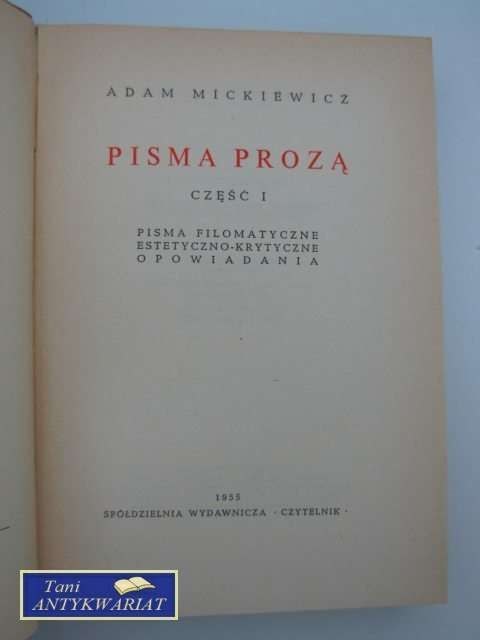 ADAM MICKIEWICZ
PISMA PROZĄ
CZĘŚĆ I
PISMA FILOMATYCZNE
ESTETYCZNO-KRYTYCZNE
OPOWIADANIA
1955
SPÓŁDZIELNIA WYDAWNICZA · CZYTELNIK ·
Tani
ANTYKWARIAT